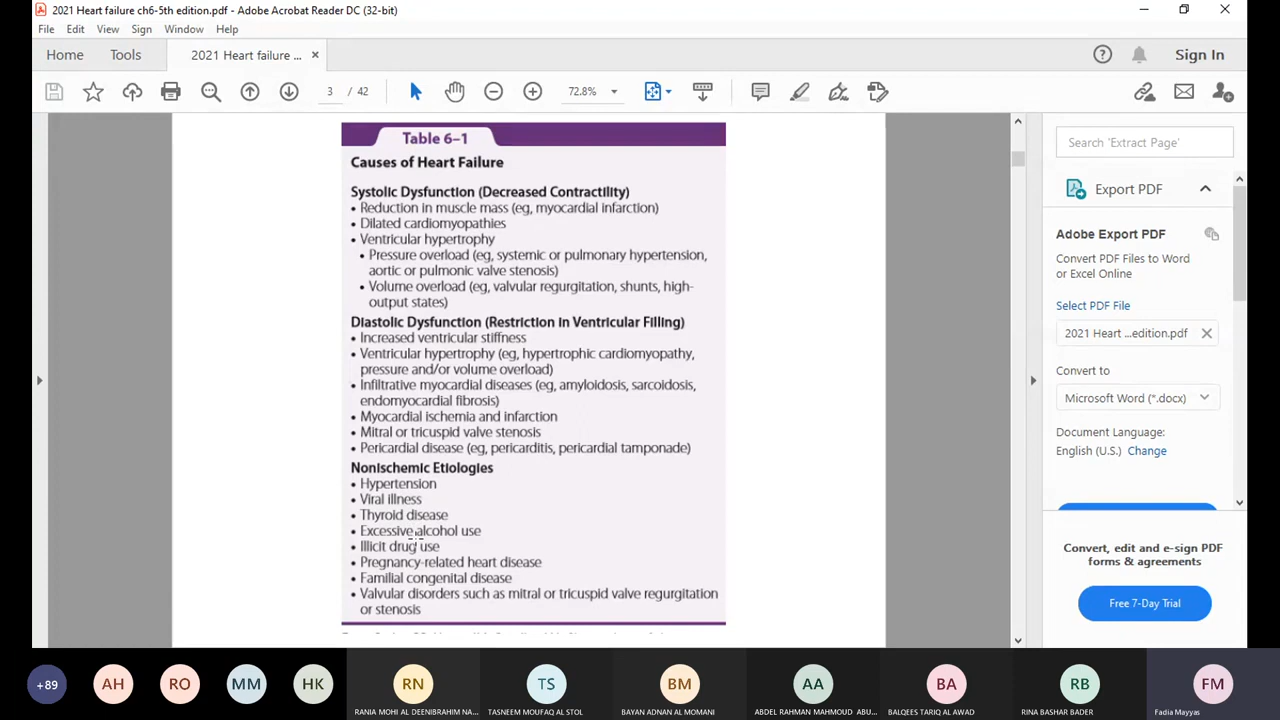 2021 Heart failure ch6-5th edition.pdf - Adobe Acrobat Reader DC (32-bit)
File Edit View Sign Window Help
Home Tools 2021 Heart failure ... × Sign In
3 / 42 72.8%
Table 6–1
Causes of Heart Failure
Systolic Dysfunction (Decreased Contractility)
• Reduction in muscle mass (eg, myocardial infarction)
• Dilated cardiomyopathies
• Ventricular hypertrophy
• Pressure overload (eg, systemic or pulmonary hypertension,
aortic or pulmonic valve stenosis)
• Volume overload (eg, valvular regurgitation, shunts, high-
output states)
Diastolic Dysfunction (Restriction in Ventricular Filling)
• Increased ventricular stiffness
• Ventricular hypertrophy (eg, hypertrophic cardiomyopathy,
pressure and/or volume overload)
• Infiltrative myocardial diseases (eg, amyloidosis, sarcoidosis,
endomyocardial fibrosis)
• Myocardial ischemia and infarction
• Mitral or tricuspid valve stenosis
• Pericardial disease (eg, pericarditis, pericardial tamponade)
Nonischemic Etiologies
• Hypertension
• Viral illness
• Thyroid disease
• Excessive alcohol use
• Illicit drug use
• Pregnancy-related heart disease
• Familial congenital disease
• Valvular disorders such as mitral or tricuspid valve regurgitation
or stenosis
Search 'Extract Page'
Export PDF
Adobe Export PDF
Convert PDF Files to Word
or Excel Online
Select PDF File
2021 Heart ...edition.pdf
Convert to
Microsoft Word (*.docx)
Document Language:
English (U.S.) Change
Convert, edit and e-sign PDF
forms & agreements
Free 7-Day Trial
+89 AH RO MM HK RN TS BM AA BA RB FM
RANIA MOHI AL DEENIBRAHIM NA... TASNEEM MOUFAQ AL STOL BAYAN ADNAN AL MOMANI ABDEL RAHMAN MAHMOUD ABU... BALQEES TARIQ AL AWAD RINA BASHAR BADER Fadia Mayyas